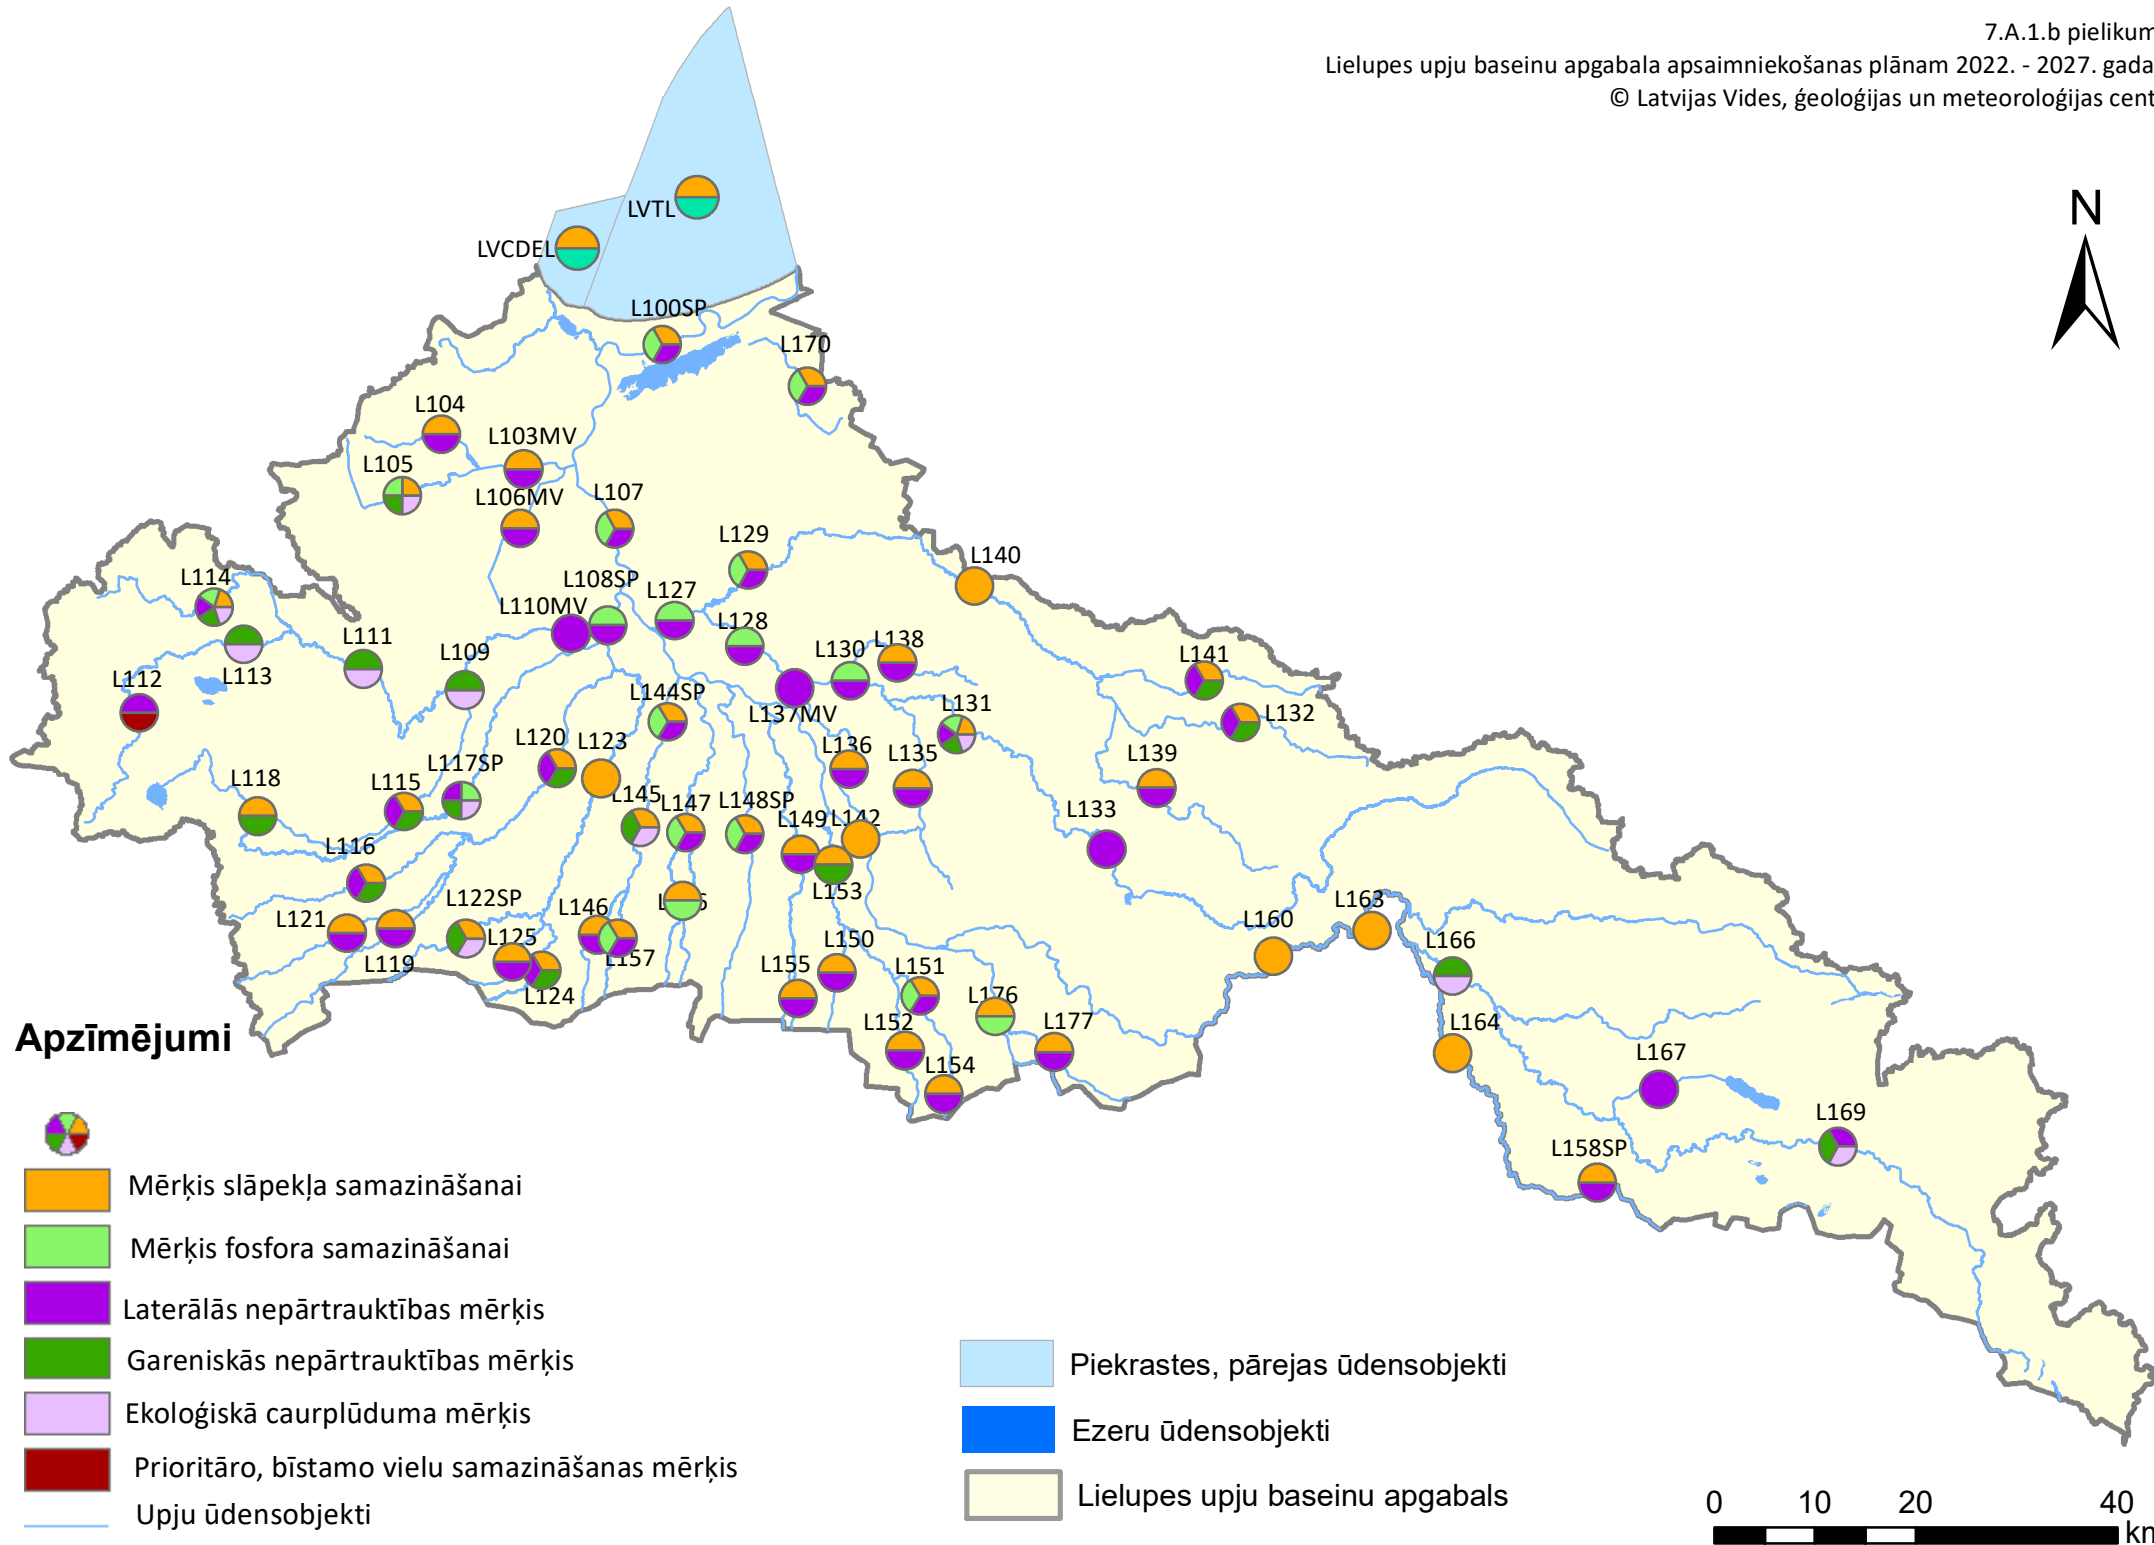 7.A.1.b pielikum
Lielupes upju baseinu apgabala apsaimniekošanas plānam 2022. - 2027. gada
© Latvijas Vides, ģeoloģijas un meteoroloģijas cent
N
LVTL
LVCDEL
L100SP
L170
L104
L103MV
L105
L106MV
L107
L129
L140
L114
L108SP
L127
L110MV
L128
L111
L109
L130
L138
L113
L112
L141
L144SP
L137MV
L131
L132
L120
L123
L136
L135
L117SP
L139
L118
L115
L145
L147
L148SP
L149
L142
L133
L116
L153
L122SP
L121
L146
L160
L163
L125
L157
L150
L166
L119
L155
L151
L124
L176
L152
L177
L164
L154
L167
L169
L158SP
Apzīmējumi
Mērķis slāpekļa samazināšanai
Mērķis fosfora samazināšanai
Laterālās nepārtrauktības mērķis
Gareniskās nepārtrauktības mērķis
Ekoloģiskā caurplūduma mērķis
Prioritāro, bīstamo vielu samazināšanas mērķis
Upju ūdensobjekti
Piekrastes, pārejas ūdensobjekti
Ezeru ūdensobjekti
Lielupes upju baseinu apgabals
0 10 20 40
km